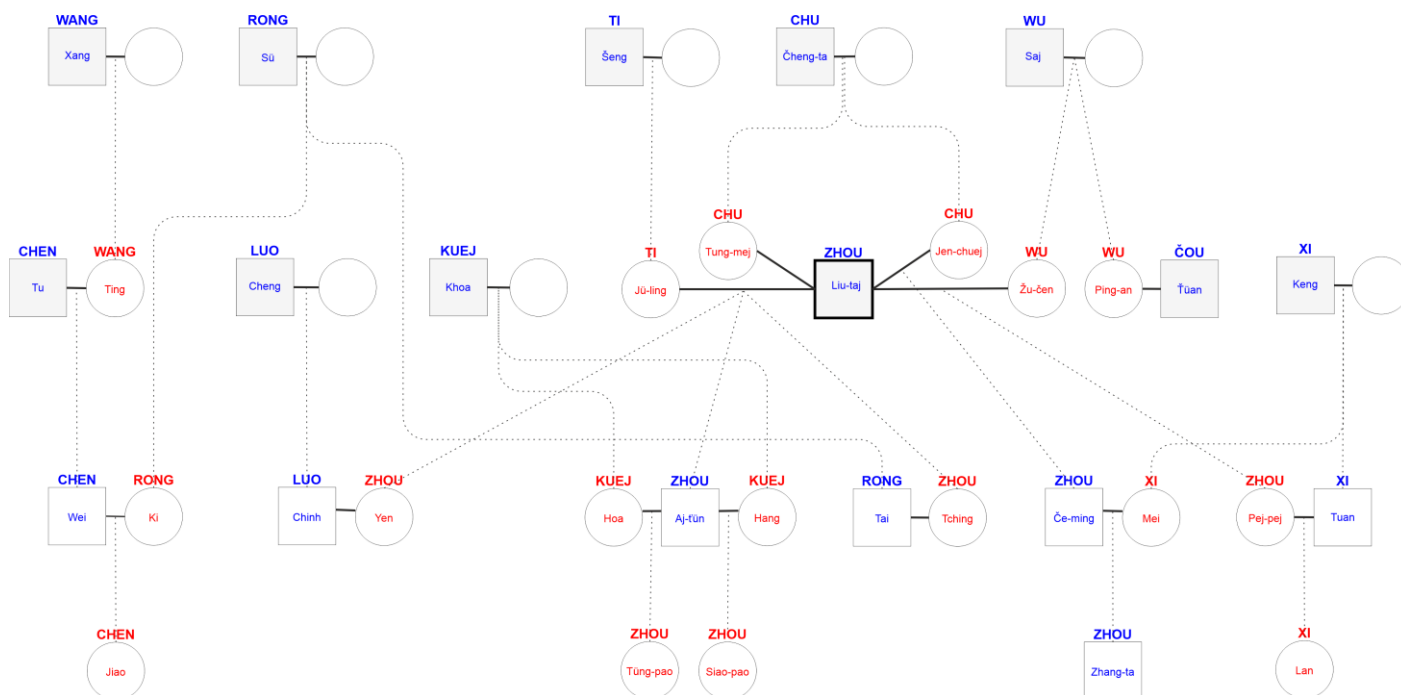 WANG
Xang
RONG
Sü
TI
Šeng
CHU
Čheng-ta
WU
Saj
CHEN
Tu
WANG
Ting
LUO
Cheng
KUEJ
Khoa
TI
Jü-ling
CHU
Tung-mej
ZHOU
Liu-taj
CHU
Jen-chuej
WU
Žu-čen
WU
Ping-an
ČOU
Ťüan
XI
Keng
CHEN
Wei
RONG
Ki
LUO
Chinh
ZHOU
Yen
KUEJ
Hoa
ZHOU
Aj-ťün
KUEJ
Hang
RONG
Tai
ZHOU
Tching
ZHOU
Če-ming
XI
Mei
ZHOU
Pej-pej
XI
Tuan
CHEN
Jiao
ZHOU
Tüng-pao
ZHOU
Siao-pao
ZHOU
Zhang-ta
XI
Lan